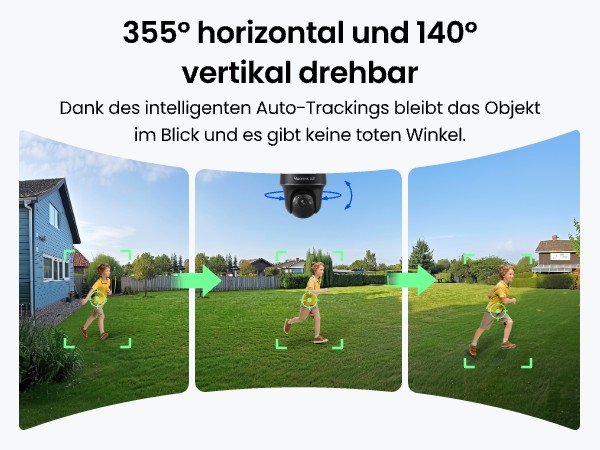 355° horizontal und 140°
vertikal drehbar
Dank des intelligenten Auto-Trackings bleibt das Objekt
im Blick und es gibt keine toten Winkel.